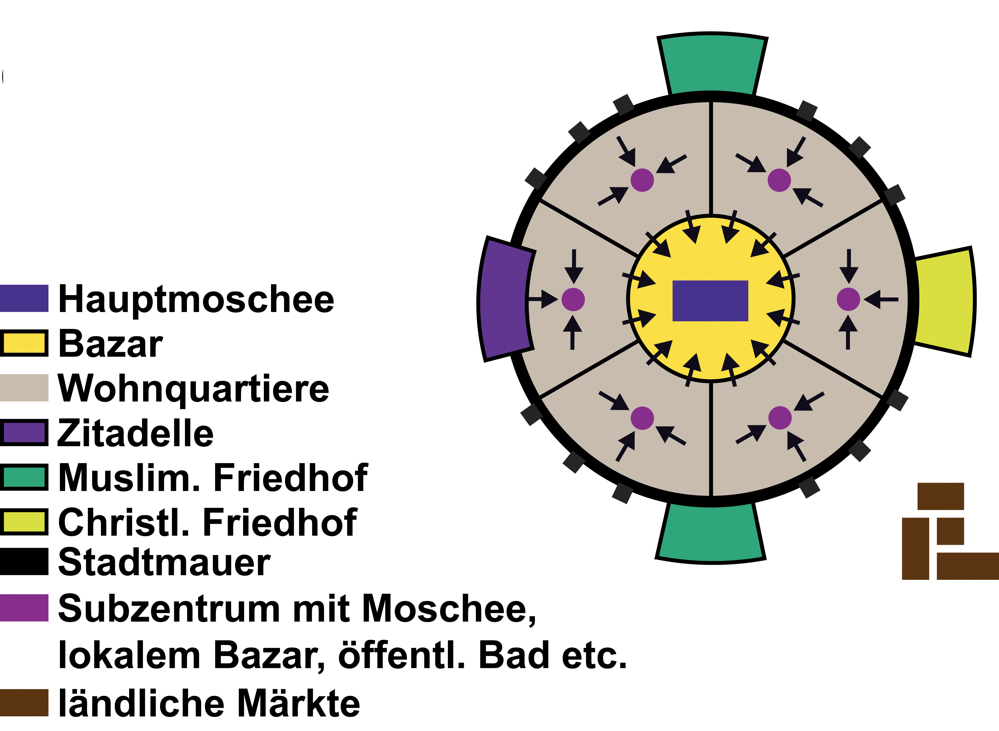 Hauptmoschee
Bazar
Wohnquartiere
Zitadelle
Muslim. Friedhof
Christl. Friedhof
Stadtmauer
Subzentrum mit Moschee,
lokalem Bazar, öffentl. Bad etc.
ländliche Märkte